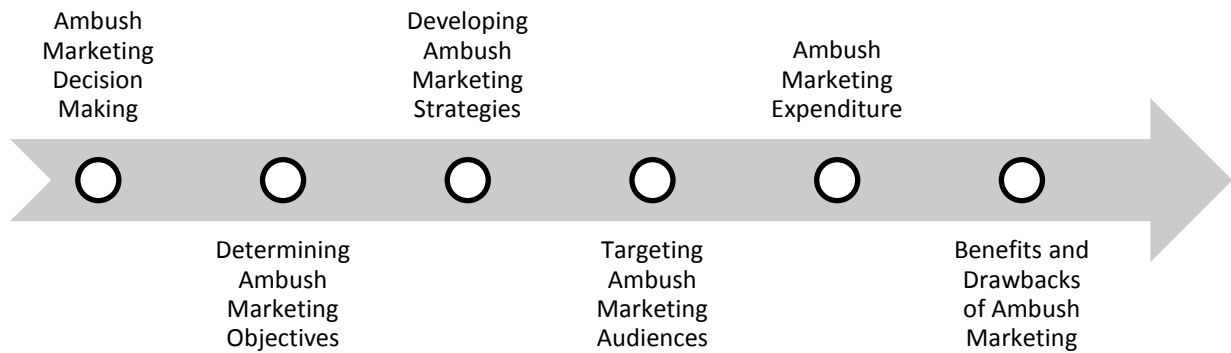 Ambush
Marketing
Decision
Making
Determining
Ambush
Marketing
Objectives
Developing
Ambush
Marketing
Strategies
Targeting
Ambush
Marketing
Audiences
Ambush
Marketing
Expenditure
Benefits and
Drawbacks
of Ambush
Marketing